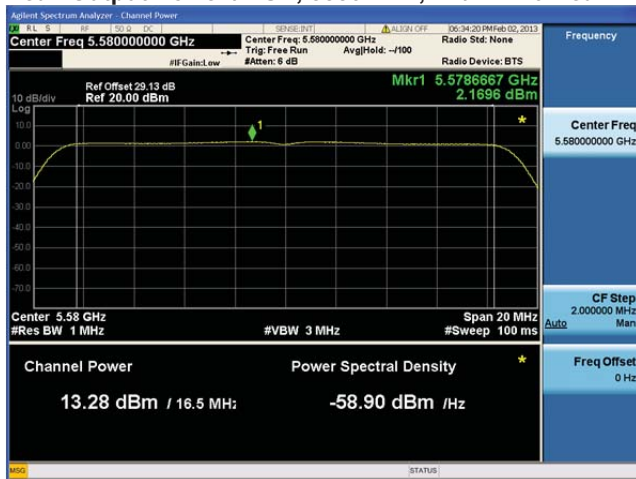 Agilent Spectrum Analyzer - Channel Power
RL S RF 50 Ω DC SENSE:INT ALIGN OFF 06:34:20 PM Feb 02, 2013
Center Freq 5.580000000 GHz
Center Freq: 5.580000000 GHz
Radio Std: None
Trig: Free Run Avg|Hold: --/100
#IFGain:Low #Atten: 6 dB Radio Device: BTS
Ref Offset 29.13 dB
Mkr1 5.5786667 GHz
10 dB/div Ref 20.00 dBm 2.1696 dBm
Log
10.0
0.00
-10.0
-20.0
-30.0
-40.0
-50.0
-60.0
-70.0
1
*
Center 5.58 GHz Span 20 MHz
#Res BW 1 MHz #VBW 3 MHz #Sweep 100 ms
Channel Power Power Spectral Density *
13.28 dBm / 16.5 MHz -58.90 dBm /Hz
MSG STATUS
Frequency
Center Freq
5.580000000 GHz
CF Step
2.000000 MHz
Auto Man
Freq Offset
0 Hz